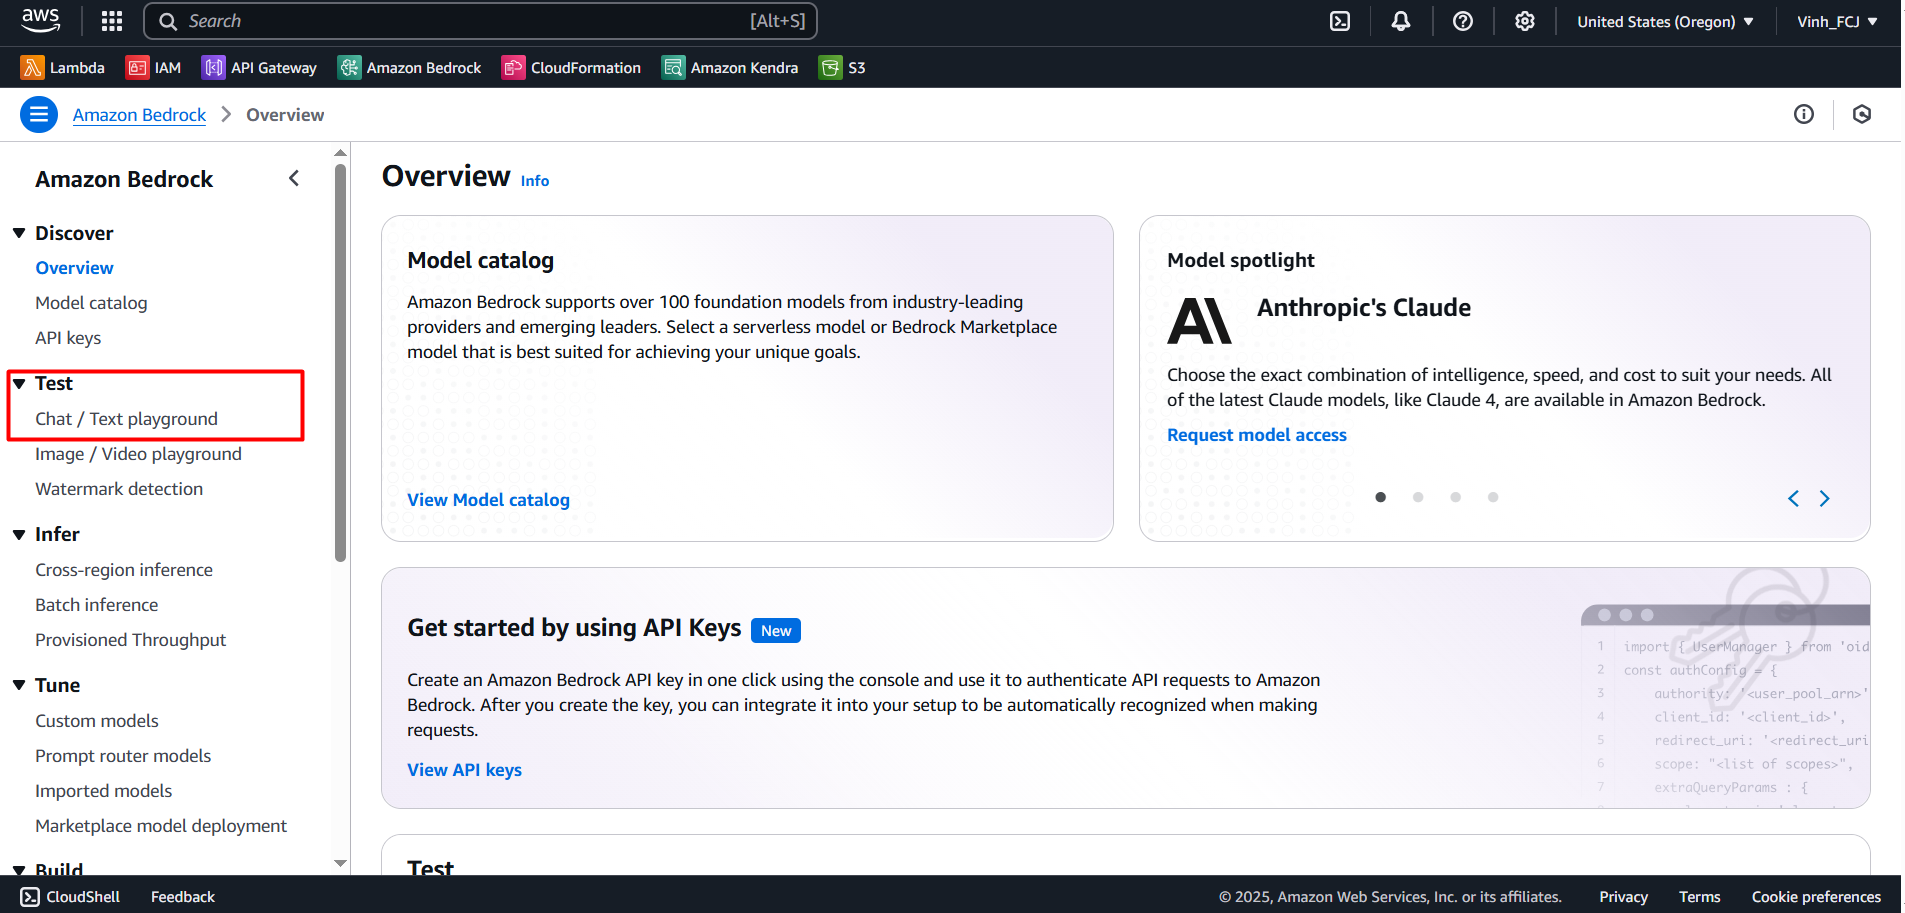 aws
Search [Alt+S]
United States (Oregon)
Vinh_FCJ
Lambda
IAM
API Gateway
Amazon Bedrock
CloudFormation
Amazon Kendra
S3
Amazon Bedrock
Overview
Amazon Bedrock
Discover
Overview
Model catalog
API keys
Test
Chat / Text playground
Image / Video playground
Watermark detection
Infer
Cross-region inference
Batch inference
Provisioned Throughput
Tune
Custom models
Prompt router models
Imported models
Marketplace model deployment
Build
Overview Info
Model catalog
Amazon Bedrock supports over 100 foundation models from industry-leading
providers and emerging leaders. Select a serverless model or Bedrock Marketplace
model that is best suited for achieving your unique goals.
View Model catalog
Model spotlight
Anthropic's Claude
Choose the exact combination of intelligence, speed, and cost to suit your needs. All
of the latest Claude models, like Claude 4, are available in Amazon Bedrock.
Request model access
Get started by using API Keys New
Create an Amazon Bedrock API key in one click using the console and use it to authenticate API requests to Amazon
Bedrock. After you create the key, you can integrate it into your setup to be automatically recognized when making
requests.
View API keys
1 import { UserManager } from 'oid
2 const authConfig = {
3 authority: '<user_pool_arn>'
4 client_id: '<client_id>',
5 redirect_uri: '<redirect_uri
6 scope: "<list of scopes>",
7 extraQueryParams : {
Test
CloudShell
Feedback
© 2025, Amazon Web Services, Inc. or its affiliates.
Privacy
Terms
Cookie preferences